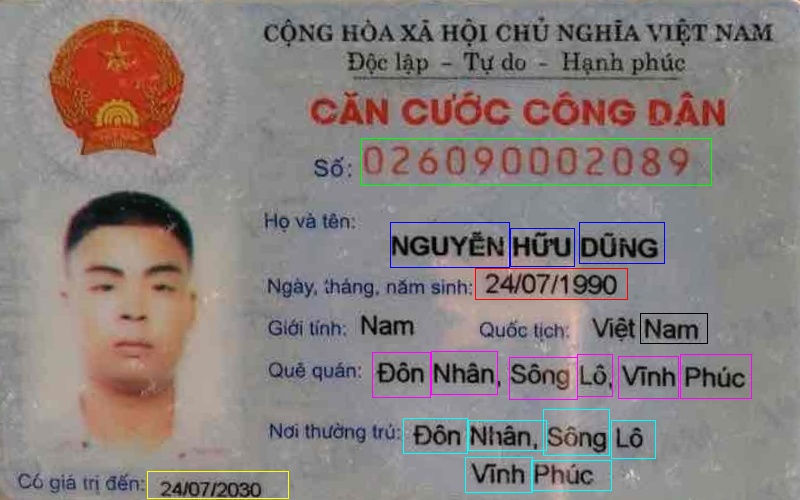 CỘNG HÒA XÃ HỘI CHỦ NGHĨA VIỆT NAM
Độc lập - Tự do - Hạnh phúc
CĂN CƯỚC CÔNG DÂN
Số: 026090002089
Họ và tên:
NGUYỄN HỮU DŨNG
Ngày, tháng, năm sinh: 24/07/1990
Giới tính: Nam Quốc tịch: Việt Nam
Quê quán: Đôn Nhân, Sông Lô, Vĩnh Phúc
Nơi thường trú: Đôn Nhân, Sông Lô
Vĩnh Phúc
Có giá trị đến: 24/07/2030